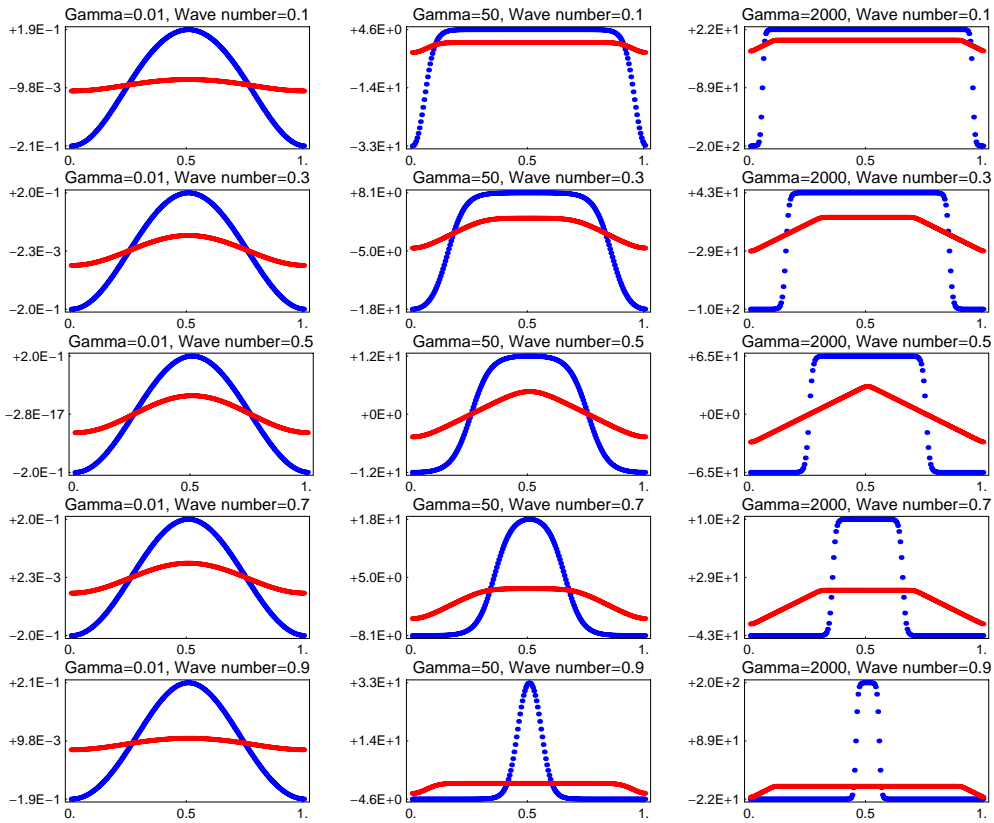 Gamma=0.01, Wave number=0.1
+1.9E−1
−9.8E−3
−2.1E−1
0. 0.5 1.
Gamma=50, Wave number=0.1
+4.6E+0
−1.4E+1
−3.3E+1
0. 0.5 1.
Gamma=2000, Wave number=0.1
+2.2E+1
−8.9E+1
−2.0E+2
0. 0.5 1.
Gamma=0.01, Wave number=0.3
+2.0E−1
−2.3E−3
−2.0E−1
0. 0.5 1.
Gamma=50, Wave number=0.3
+8.1E+0
−5.0E+0
−1.8E+1
0. 0.5 1.
Gamma=2000, Wave number=0.3
+4.3E+1
−2.9E+1
−1.0E+2
0. 0.5 1.
Gamma=0.01, Wave number=0.5
+2.0E−1
−2.8E−17
−2.0E−1
0. 0.5 1.
Gamma=50, Wave number=0.5
+1.2E+1
+0E+0
−1.2E+1
0. 0.5 1.
Gamma=2000, Wave number=0.5
+6.5E+1
+0E+0
−6.5E+1
0. 0.5 1.
Gamma=0.01, Wave number=0.7
+2.0E−1
+2.3E−3
−2.0E−1
0. 0.5 1.
Gamma=50, Wave number=0.7
+1.8E+1
+5.0E+0
−8.1E+0
0. 0.5 1.
Gamma=2000, Wave number=0.7
+1.0E+2
+2.9E+1
−4.3E+1
0. 0.5 1.
Gamma=0.01, Wave number=0.9
+2.1E−1
+9.8E−3
−1.9E−1
0. 0.5 1.
Gamma=50, Wave number=0.9
+3.3E+1
+1.4E+1
−4.6E+0
0. 0.5 1.
Gamma=2000, Wave number=0.9
+2.0E+2
+8.9E+1
−2.2E+1
0. 0.5 1.